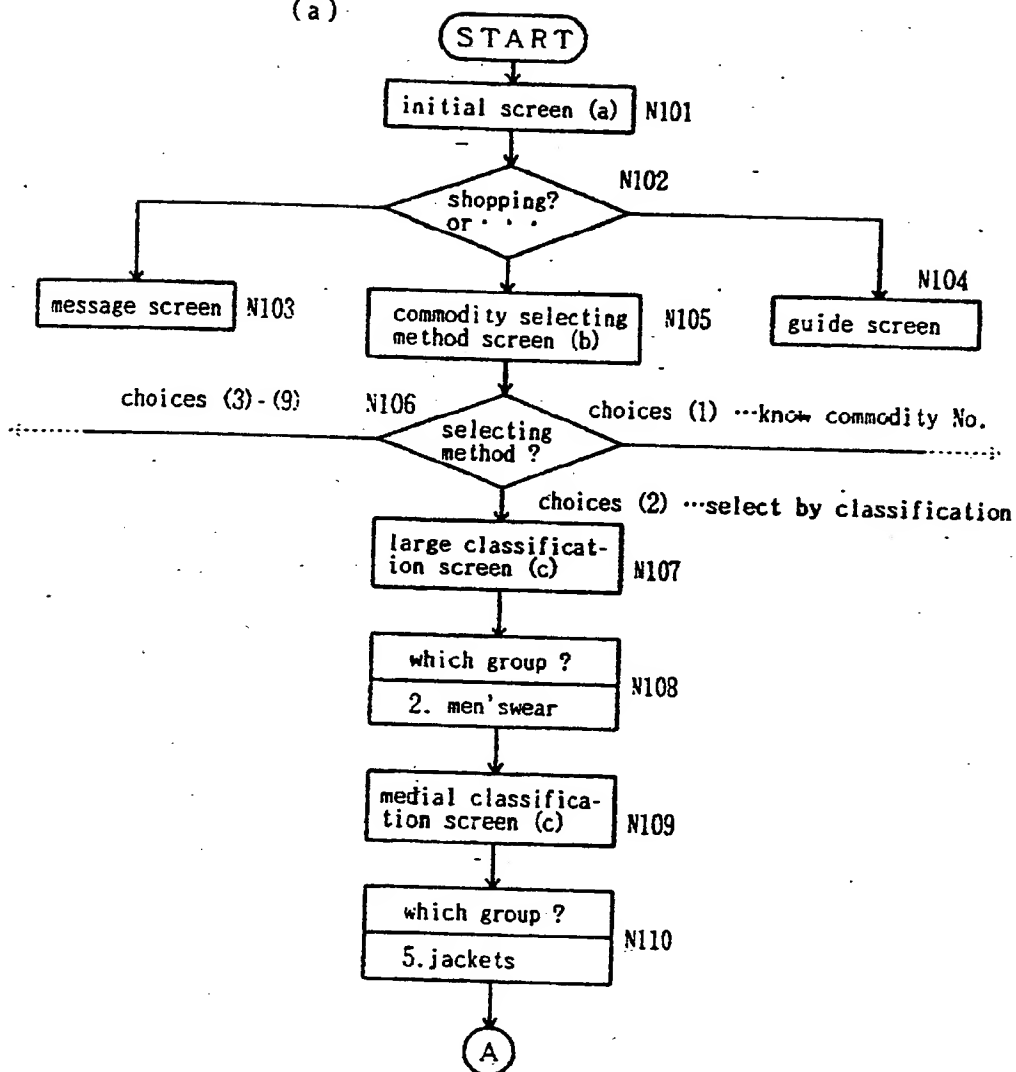 (a)
START
initial screen (a)
N101
N102
shopping?
or · · ·
message screen
N103
N104
guide screen
commodity selecting
method screen (b)
N105
choices (3)-(9)
N106
choices (1) …know commodity No.
selecting
method ?
choices (2) …select by classification
large classificat-
ion screen (c)
N107
which group ?
2. men'swear
N108
medial classifica-
tion screen (c)
N109
which group ?
5.jackets
N110
A